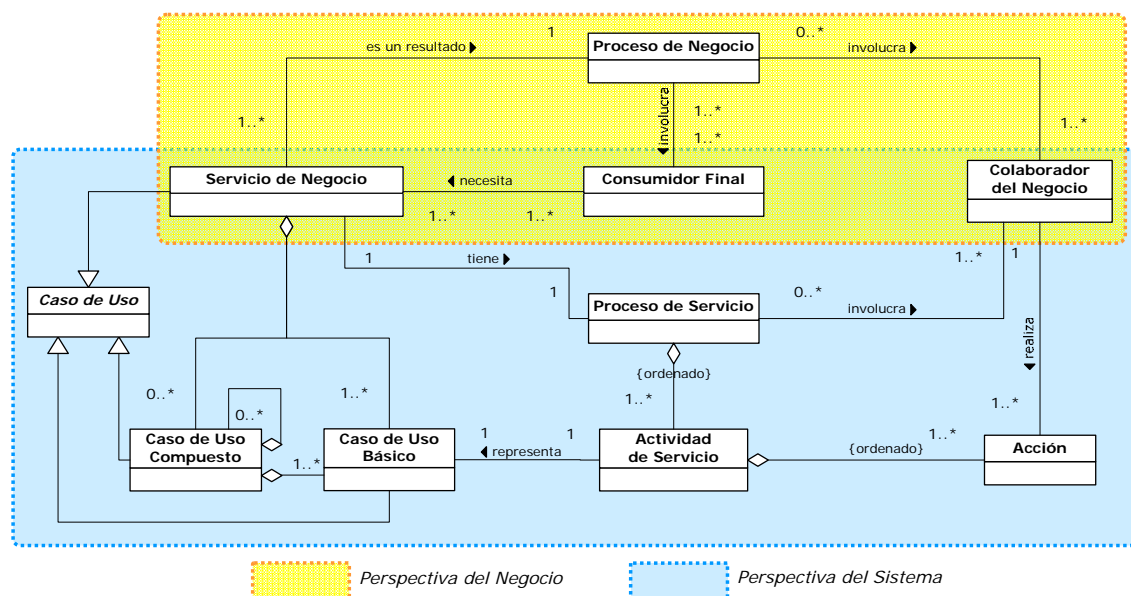 es un resultado
1
Proceso de Negocio
0..*
involucra
1..*
involucra
1..*
1..*
1..*
Servicio de Negocio
necesita
Consumidor Final
Colaborador
del Negocio
1..*
1..*
1
tiene
1
1..*
1
Caso de Uso
Proceso de Servicio
0..*
involucra
realiza
{ordenado}
0..*
1..*
0..*
1..*
1..*
Caso de Uso
Compuesto
1..*
Caso de Uso
Básico
1
representa
1
Actividad
de Servicio
{ordenado}
1..*
Acción
Perspectiva del Negocio
Perspectiva del Sistema